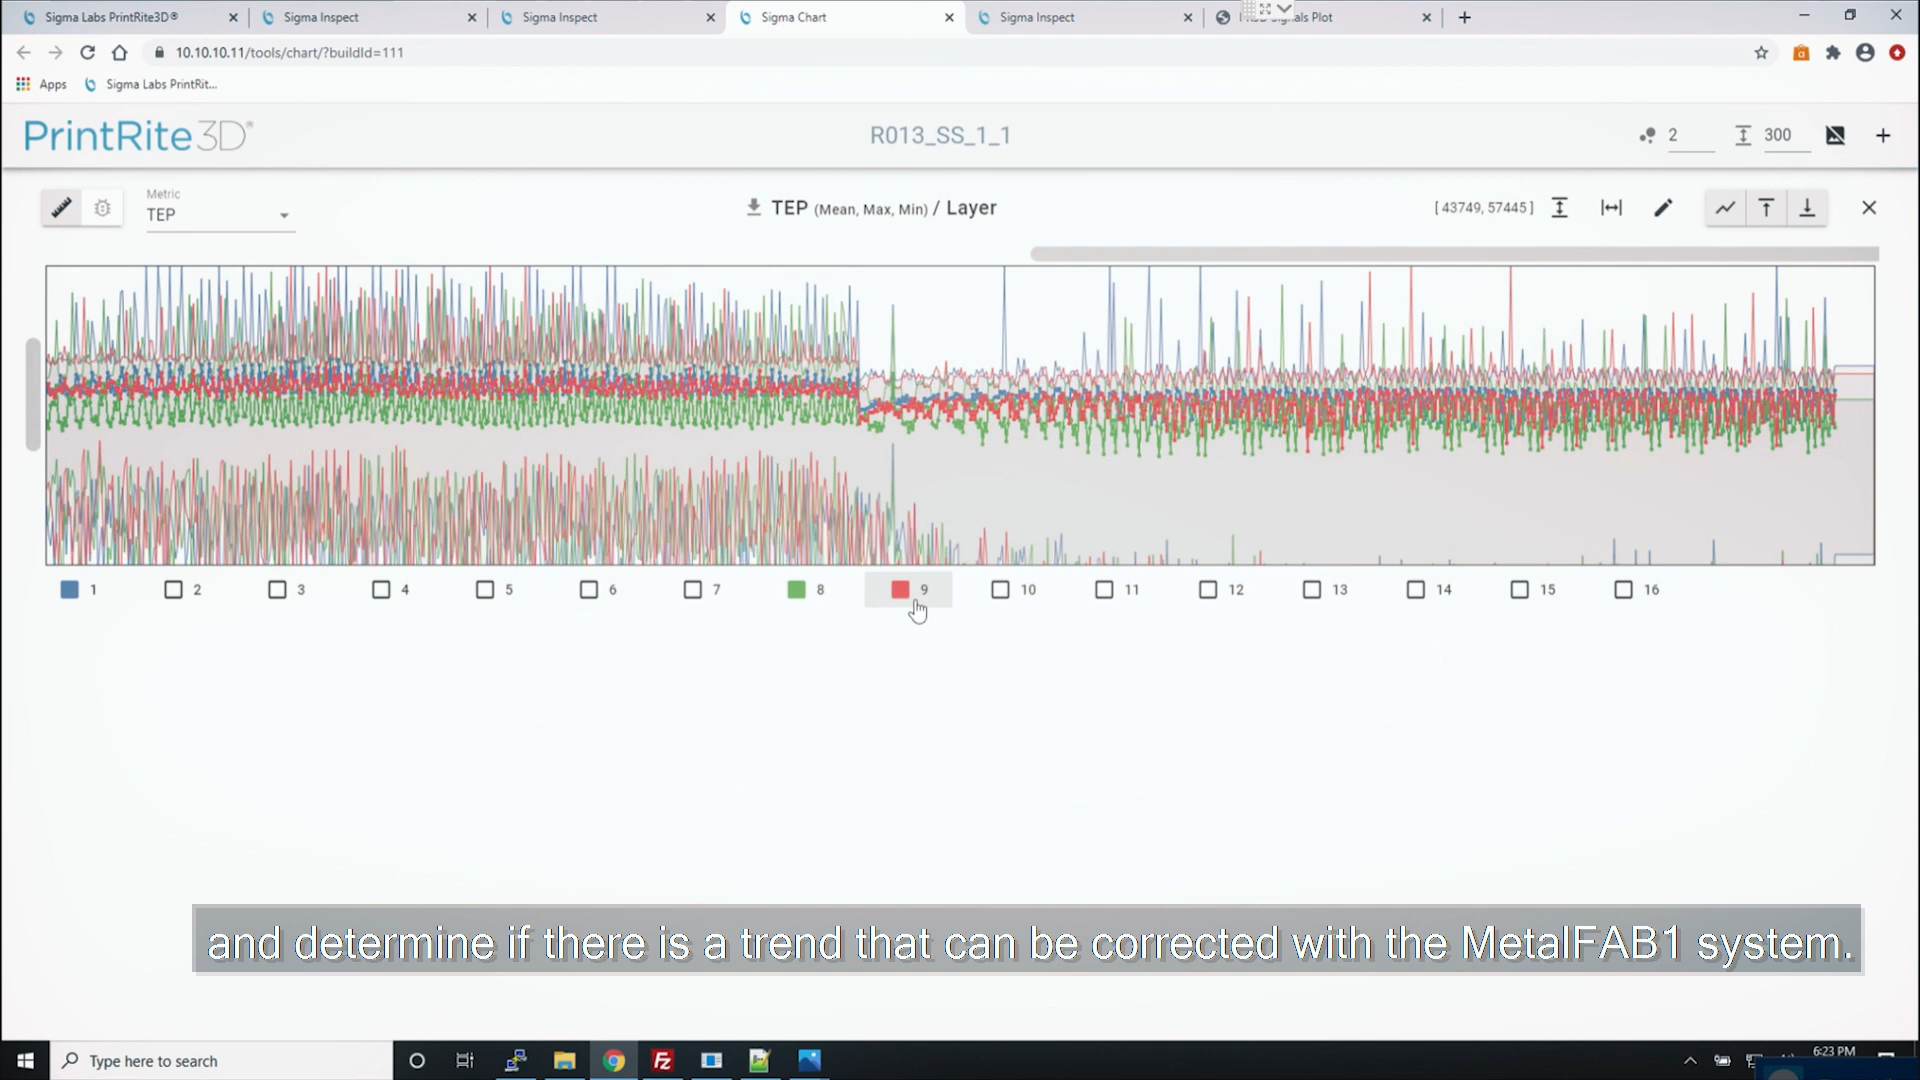 Sigma Labs PrintRite3D®
Sigma Inspect
Sigma Inspect
Sigma Chart
Sigma Inspect
Signals Plot
10.10.10.11/tools/chart/?buildId=111
Apps
Sigma Labs PrintRit...
PrintRite3D®
R013_SS_1_1
2
300
Metric
TEP
TEP (Mean, Max, Min) / Layer
[ 43749, 57445 ]
1 2 3 4 5 6 7 8 9 10 11 12 13 14 15 16
and determine if there is a trend that can be corrected with the MetalFAB1 system.
Type here to search
Fz
6:23 PM